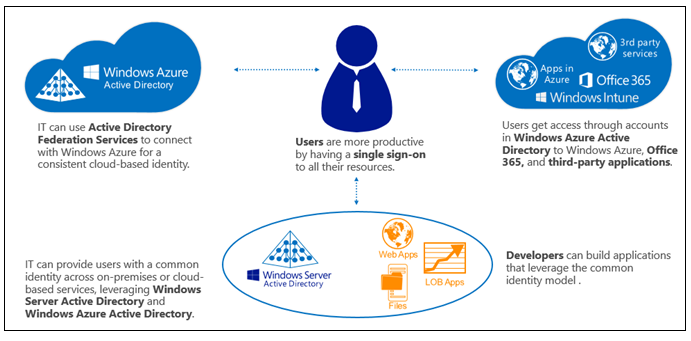 Windows Azure
Active Directory
3rd party
services
Apps in
Azure
Office 365
Windows Intune
IT can use Active Directory
Federation Services to connect
with Windows Azure for a
consistent cloud-based identity.
Users are more productive
by having a single sign-on
to all their resources.
Users get access through accounts
in Windows Azure Active
Directory to Windows Azure, Office
365, and third-party applications.
IT can provide users with a common
identity across on-premises or cloud-
based services, leveraging Windows
Server Active Directory and
Windows Azure Active Directory.
Windows Server
Active Directory
Web Apps
LOB Apps
Files
Developers can build applications
that leverage the common
identity model .